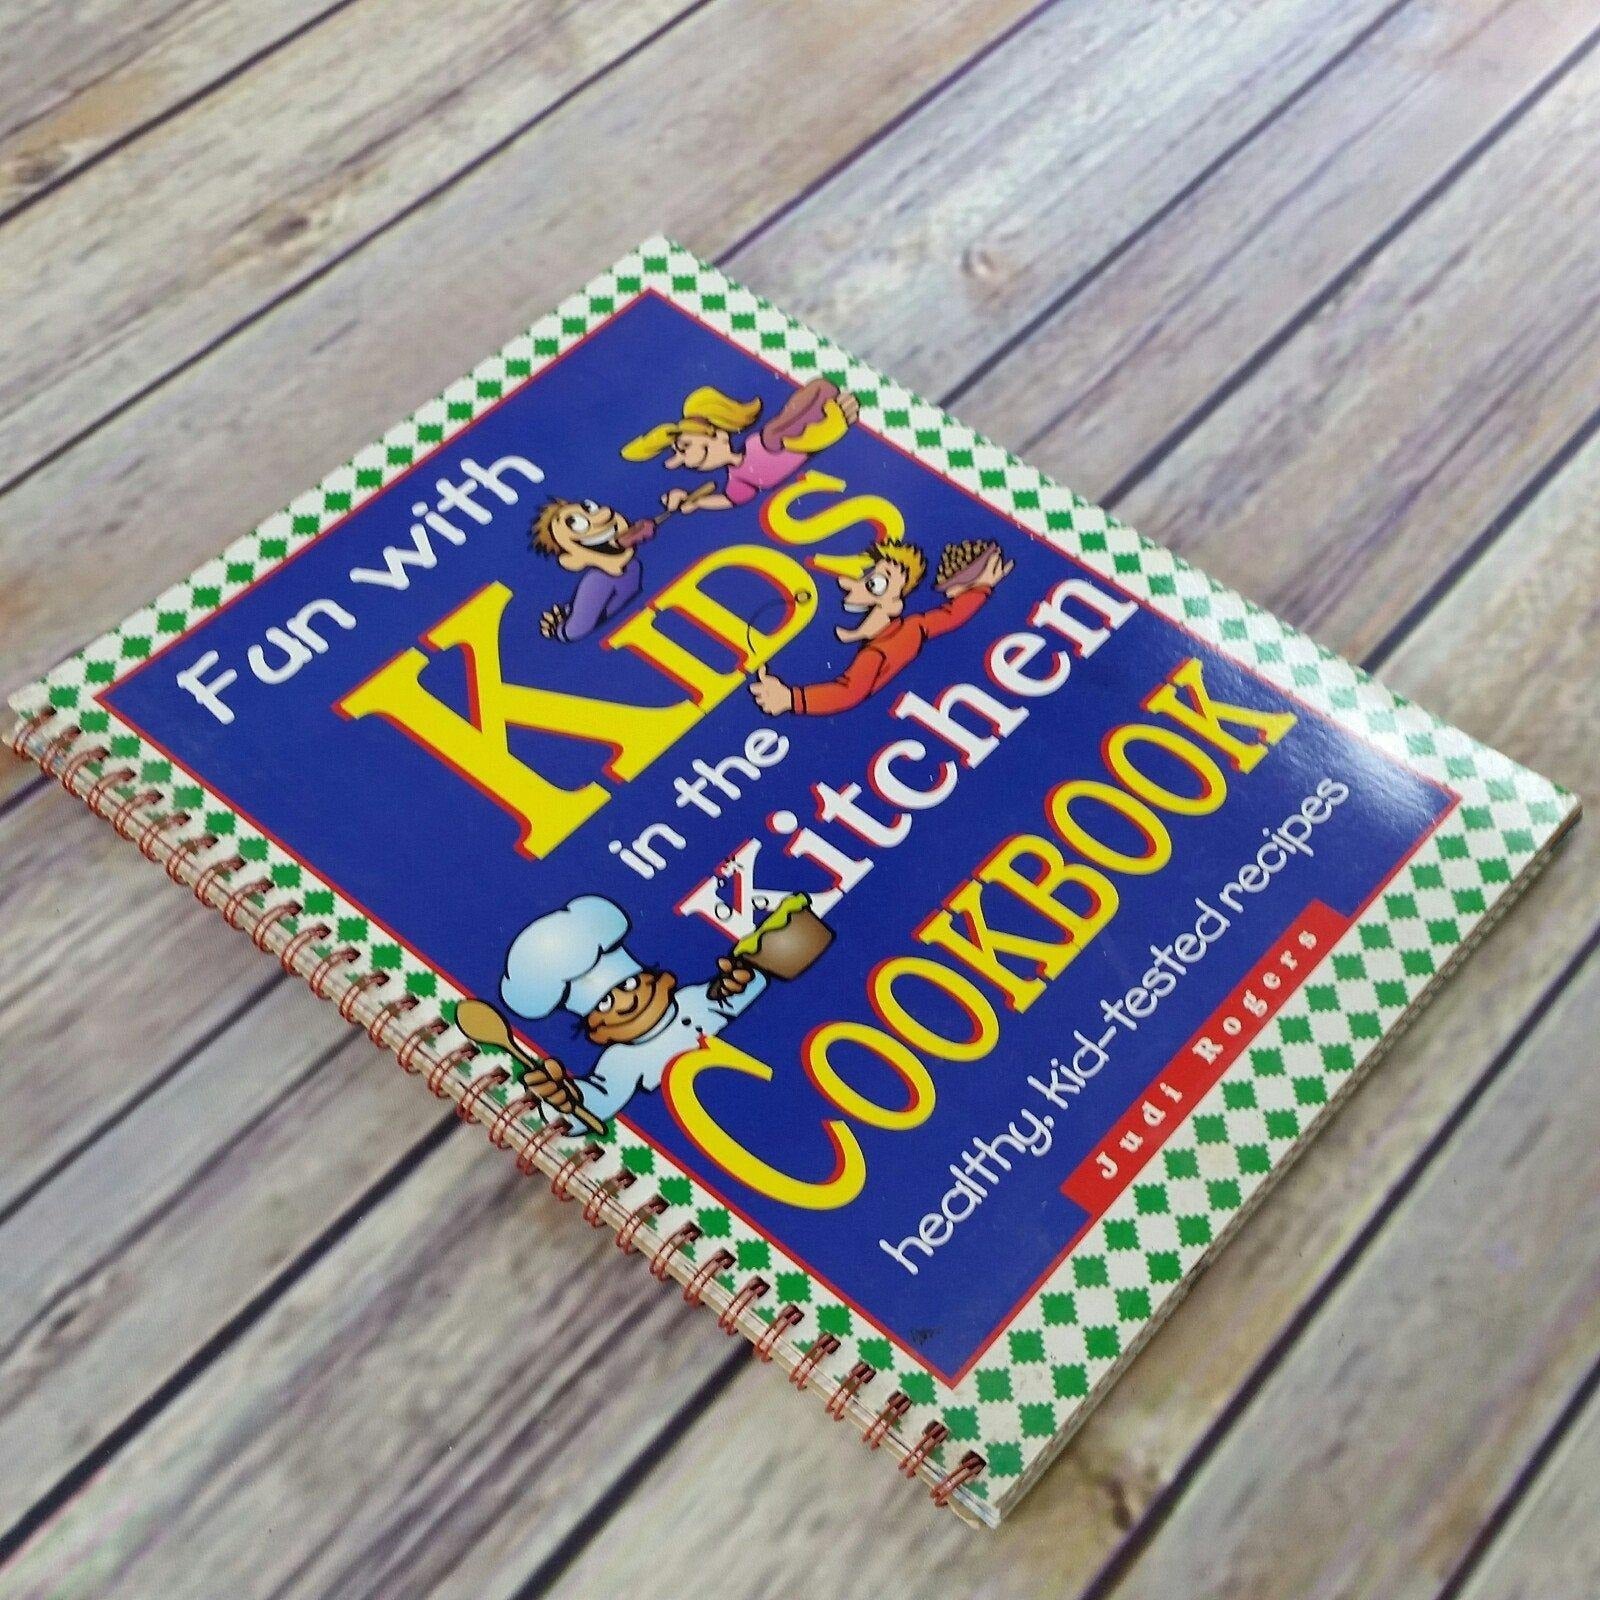 Fun with
Kids
in the
Kitchen
Cookbook
healthy, kid-tested recipes
Judi Rogers